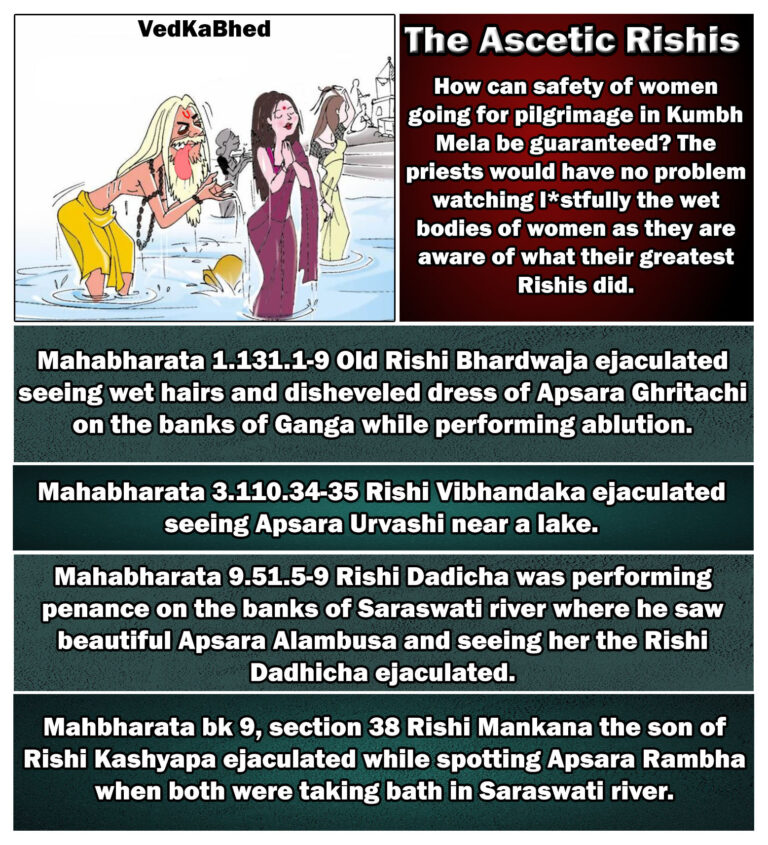 VedKaBhed
The Ascetic Rishis
How can safety of women
going for pilgrimage in Kumbh
Mela be guaranteed? The
priests would have no problem
watching l*stfully the wet
bodies of women as they are
aware of what their greatest
Rishis did.
Mahabharata 1.131.1-9 Old Rishi Bhardwaja ejaculated
seeing wet hairs and disheveled dress of Apsara Ghritachi
on the banks of Ganga while performing ablution.
Mahabharata 3.110.34-35 Rishi Vibhandaka ejaculated
seeing Apsara Urvashi near a lake.
Mahabharata 9.51.5-9 Rishi Dadicha was performing
penance on the banks of Saraswati river where he saw
beautiful Apsara Alambusa and seeing her the Rishi
Dadhicha ejaculated.
Mahbharata bk 9, section 38 Rishi Mankana the son of
Rishi Kashyapa ejaculated while spotting Apsara Rambha
when both were taking bath in Saraswati river.